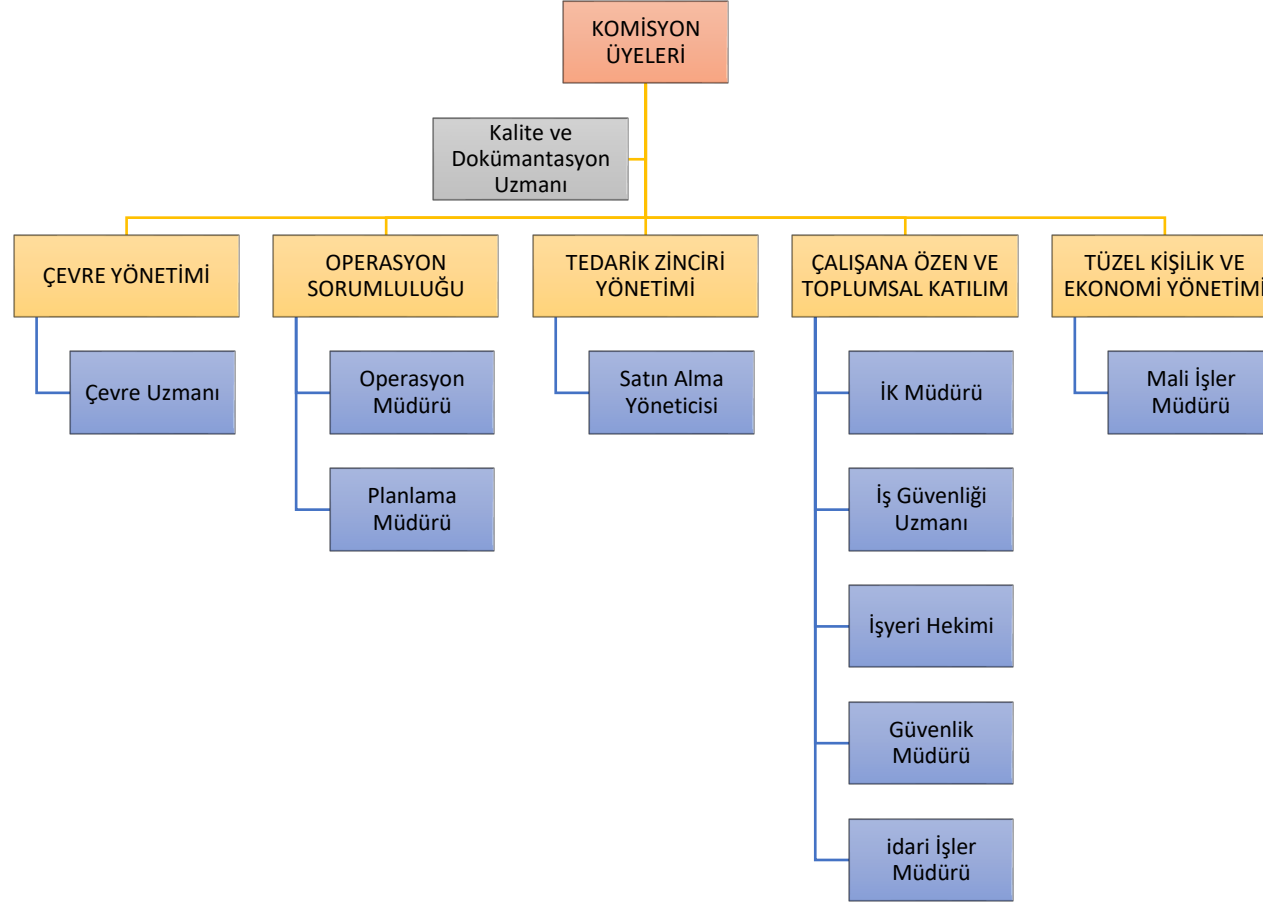 KOMİSYON
ÜYELERİ
Kalite ve
Dokümantasyon
Uzmanı
ÇEVRE YÖNETİMİ
Çevre Uzmanı
OPERASYON
SORUMLULUĞU
Operasyon
Müdürü
Planlama
Müdürü
TEDARİK ZİNCİRİ
YÖNETİMİ
Satın Alma
Yöneticisi
ÇALIŞANA ÖZEN VE
TOPLUMSAL KATILIM
İK Müdürü
İş Güvenliği
Uzmanı
İşyeri Hekimi
Güvenlik
Müdürü
idari İşler
Müdürü
TÜZEL KİŞİLİK VE
EKONOMİ YÖNETİMİ
Mali İşler
Müdürü